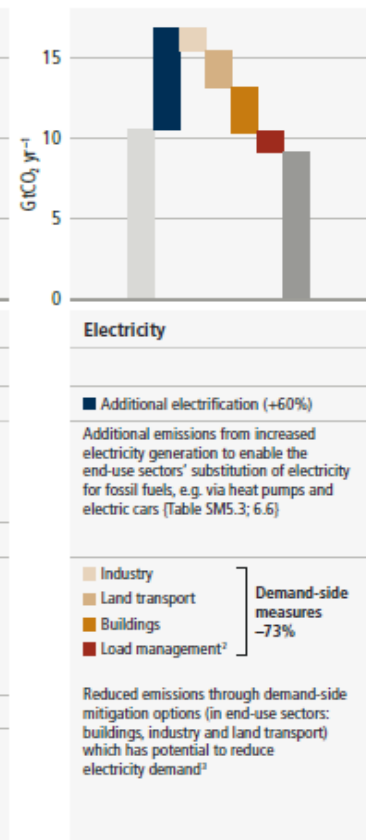 15
10
5
0
GtCO₂ yr⁻¹
Electricity
Additional electrification (+60%)
Additional emissions from increased
electricity generation to enable the
end-use sectors' substitution of electricity
for fossil fuels, e.g. via heat pumps and
electric cars {Table SM5.3; 6.6}
Industry
Land transport
Buildings
Load management²
Demand-side
measures
–73%
Reduced emissions through demand-side
mitigation options (in end-use sectors:
buildings, industry and land transport)
which has potential to reduce
electricity demand³